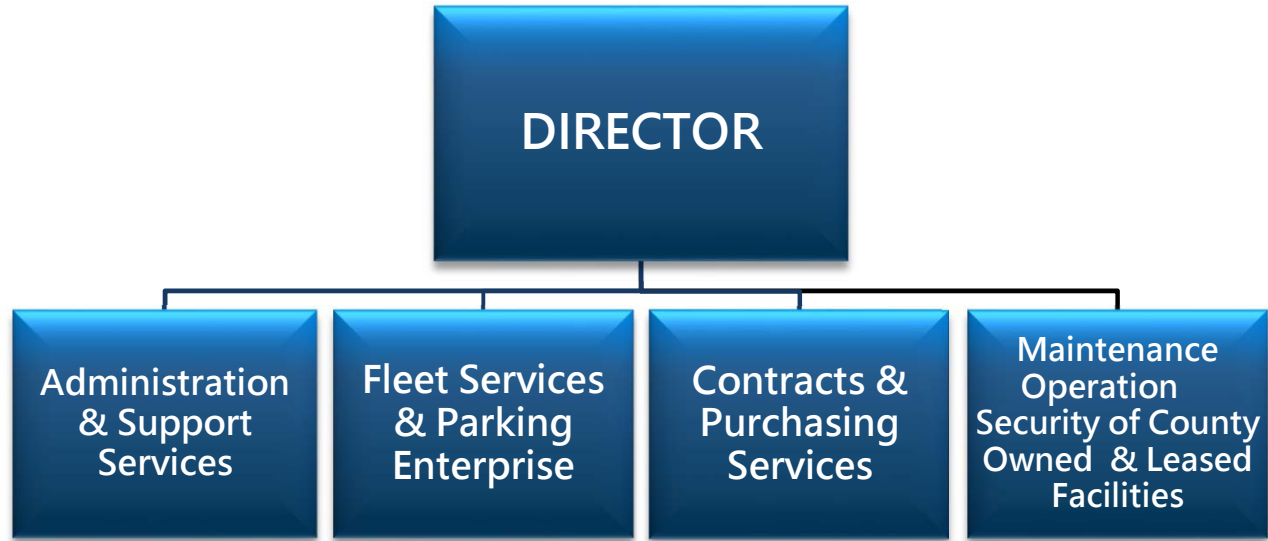 DIRECTOR
Administration
& Support
Services
Fleet Services
& Parking
Enterprise
Contracts &
Purchasing
Services
Maintenance
Operation
Security of County
Owned & Leased
Facilities